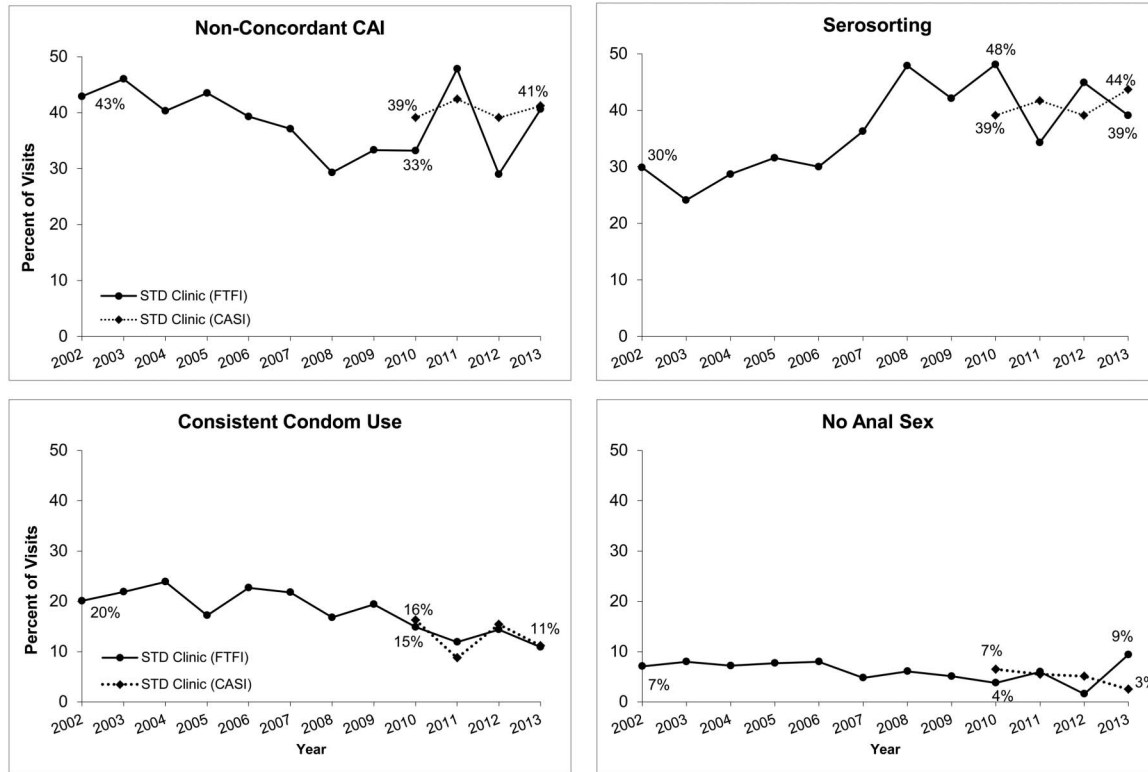 Non-Concordant CAI
Percent of Visits
50
40
30
20
10
0
43%
39%
33%
41%
STD Clinic (FTFI)
STD Clinic (CASI)
2002 2003 2004 2005 2006 2007 2008 2009 2010 2011 2012 2013
Serosorting
50
40
30
20
10
0
30%
48%
39%
44%
39%
2002 2003 2004 2005 2006 2007 2008 2009 2010 2011 2012 2013
Consistent Condom Use
Percent of Visits
50
40
30
20
10
0
20%
16%
15%
11%
STD Clinic (FTFI)
STD Clinic (CASI)
2002 2003 2004 2005 2006 2007 2008 2009 2010 2011 2012 2013
Year
No Anal Sex
50
40
30
20
10
0
7%
7%
4%
9%
3%
2002 2003 2004 2005 2006 2007 2008 2009 2010 2011 2012 2013
Year